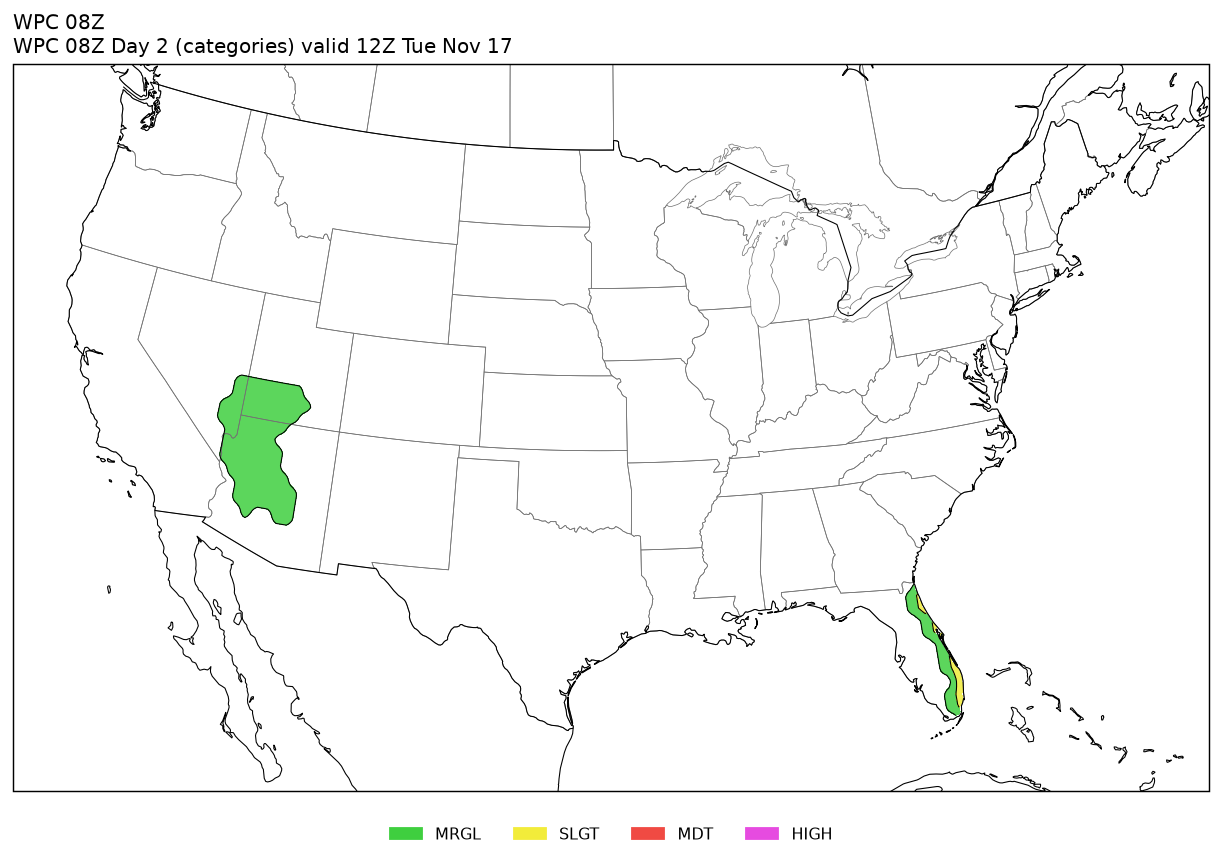 WPC 08Z
WPC 08Z Day 2 (categories) valid 12Z Tue Nov 17
MRGL SLGT MDT HIGH